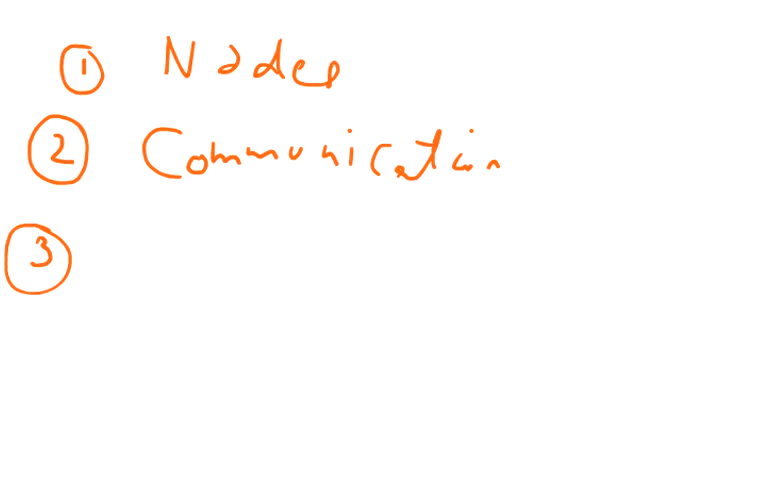 ① Nodes
② Communication
③